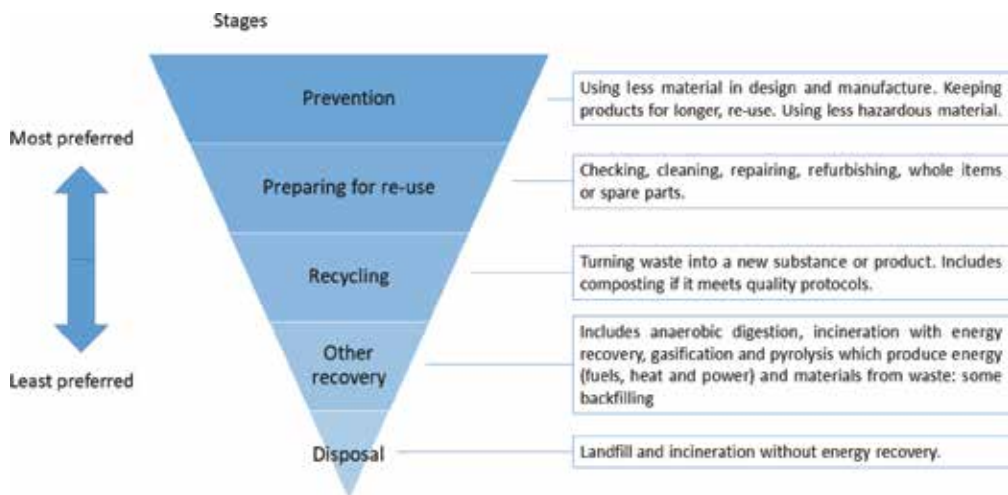 Stages
Prevention
Using less material in design and manufacture. Keeping
products for longer, re-use. Using less hazardous material.
Most preferred
Preparing for re-use
Checking, cleaning, repairing, refurbishing, whole items
or spare parts.
Recycling
Turning waste into a new substance or product. Includes
composting if it meets quality protocols.
Other
recovery
Includes anaerobic digestion, incineration with energy
recovery, gasification and pyrolysis which produce energy
(fuels, heat and power) and materials from waste: some
backfilling
Least preferred
Disposal
Landfill and incineration without energy recovery.